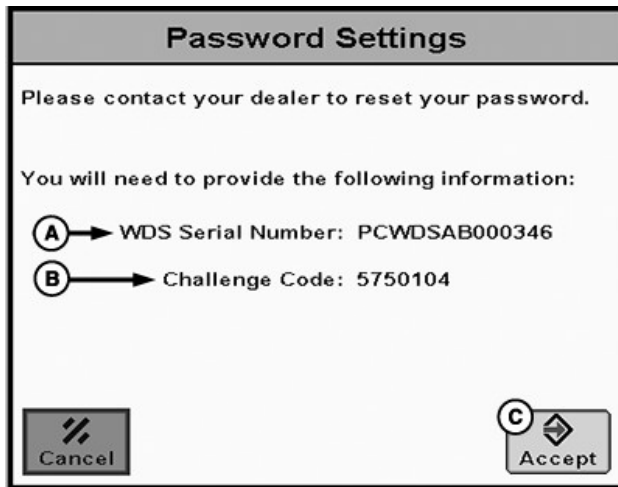 Password Settings
Please contact your dealer to reset your password.
You will need to provide the following information:
A WDS Serial Number: PCWDSAB000346
B Challenge Code: 5750104
C
Cancel
Accept